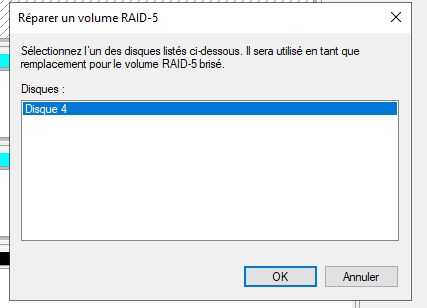 Réparer un volume RAID-5
Sélectionnez l'un des disques listés ci-dessous. Il sera utilisé en tant que
remplacement pour le volume RAID-5 brisé.
Disques :
Disque 4
OK
Annuler